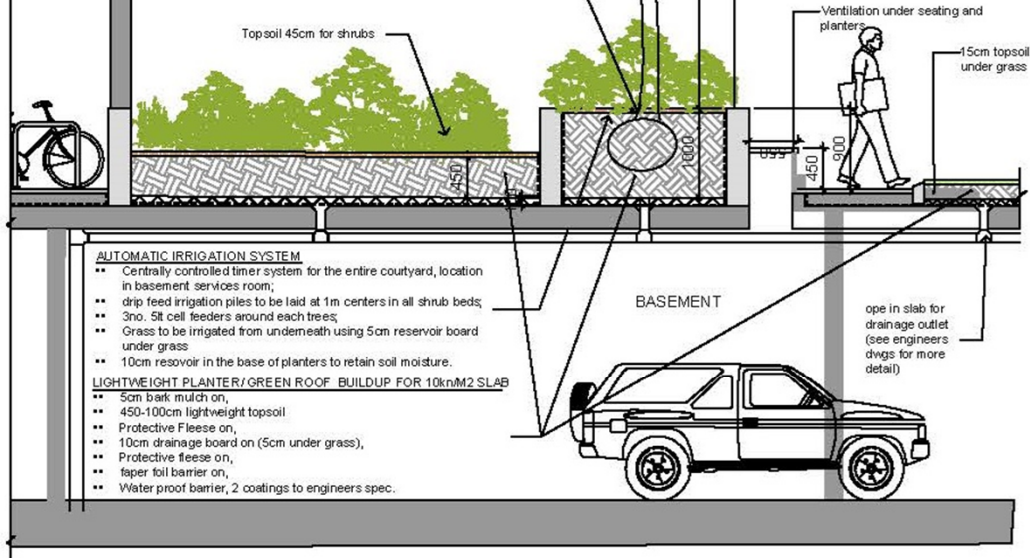 Ventilation under seating and
planters
Topsoil 45cm for shrubs
15cm topsoil
under grass
450
1000
450
900
AUTOMATIC IRRIGATION SYSTEM
Centrally controlled timer system for the entire courtyard, location
in basement services room;
drip feed irrigation piles to be laid at 1m centers in all shrub beds;
3no. 5lt cell feeders around each trees;
Grass to be irrigated from underneath using 5cm reservoir board
under grass
10cm resovoir in the base of planters to retain soil moisture.
BASEMENT
ope in slab for
drainage outlet
(see engineers
dwgs for more
detail)
LIGHTWEIGHT PLANTER/GREEN ROOF BUILDUP FOR 10kn/M2 SLAB
5cm bark mulch on,
450-100cm lightweight topsoil
Protective Fleese on,
10cm drainage board on (5cm under grass),
Protective fleese on,
faper foil barrier on,
Water proof barrier, 2 coatings to engineers spec.